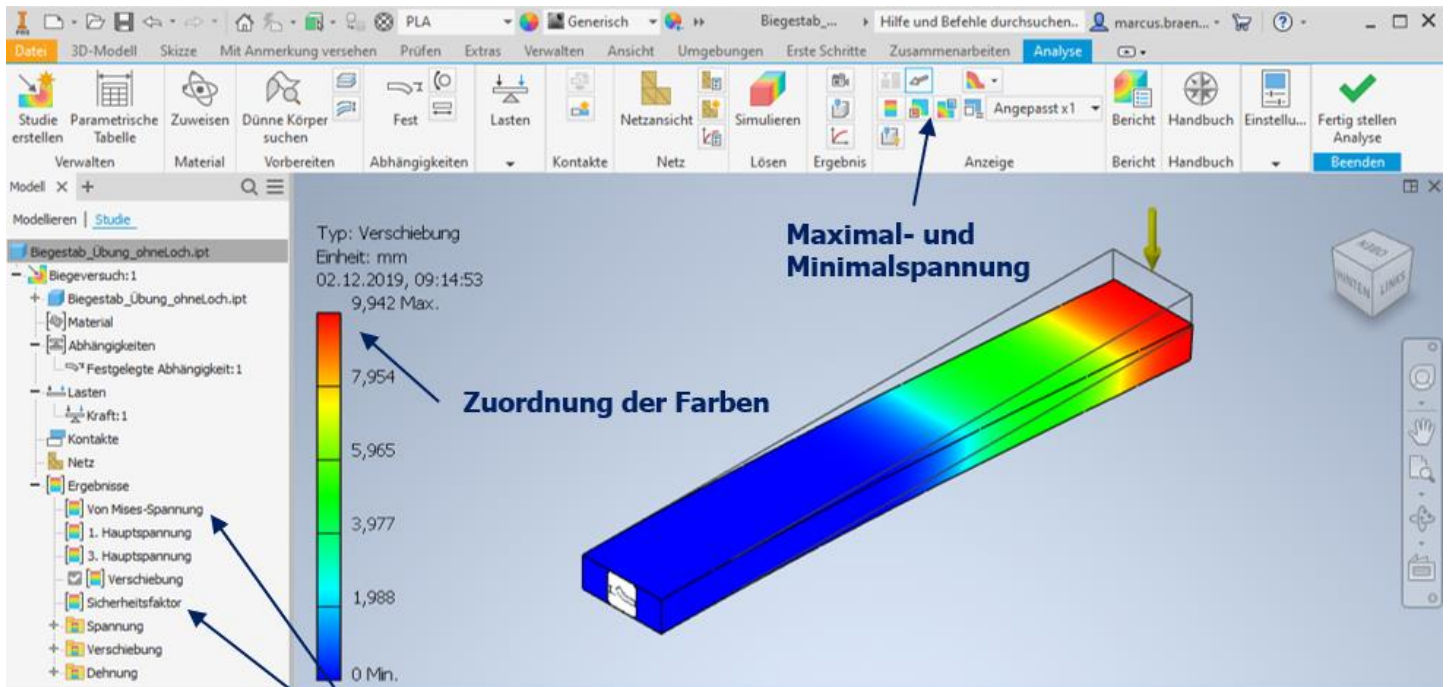 PLA
Generisch
Biegestab_...
Hilfe und Befehle durchsuchen..
marcus.braen...
Datei 3D-Modell Skizze Mit Anmerkung versehen Prüfen Extras Verwalten Ansicht Umgebungen Erste Schritte Zusammenarbeiten Analyse
Studie erstellen
Parametrische Tabelle
Zuweisen
Dünne Körper suchen
Fest
Lasten
Netzansicht
Simulieren
Angepasst x1
Bericht
Handbuch
Einstellu...
Fertig stellen Analyse
Verwalten Material Vorbereiten Abhängigkeiten Kontakte Netz Lösen Ergebnis Anzeige Bericht Handbuch Beenden
Modell
Modellieren | Studie
Biegestab_Übung_ohneLoch.ipt
Biegeversuch:1
Biegestab_Übung_ohneLoch.ipt
Material
Abhängigkeiten
Festgelegte Abhängigkeit:1
Lasten
Kraft:1
Kontakte
Netz
Ergebnisse
Von Mises-Spannung
1. Hauptspannung
3. Hauptspannung
Verschiebung
Sicherheitsfaktor
Spannung
Verschiebung
Dehnung
Typ: Verschiebung
Einheit: mm
02.12.2019, 09:14:53
9,942 Max.
7,954
5,965
3,977
1,988
0 Min.
Maximal- und
Minimalspannung
Zuordnung der Farben
OBEN
HINTEN
LINKS